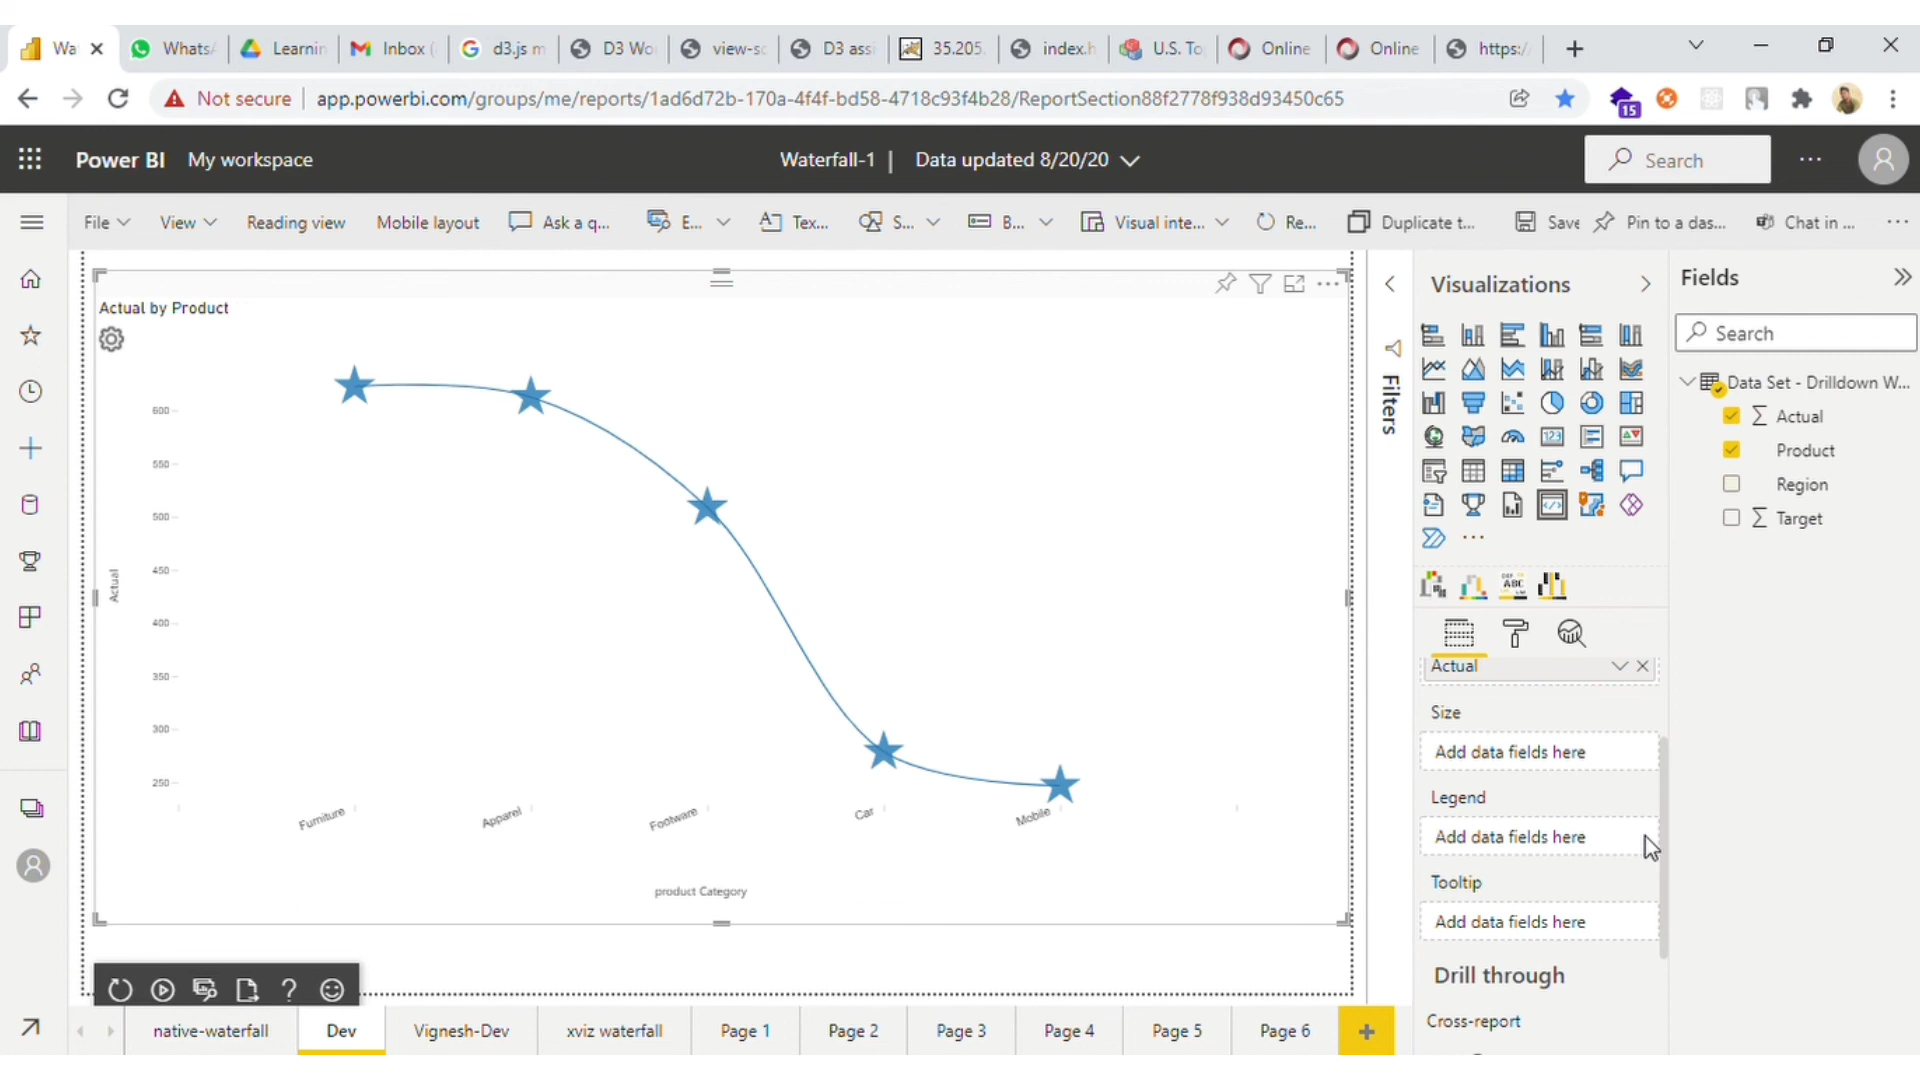 Wa
WhatsA
Learnin
Inbox (
d3.js m
D3 Wo
view-sc
D3 assi
35.205.
index.h
U.S. To
Online
Online
https:/
Not secure
app.powerbi.com/groups/me/reports/1ad6d72b-170a-4f4f-bd58-4718c93f4b28/ReportSection88f2778f938d93450c65
15
Power BI My workspace
Waterfall-1 | Data updated 8/20/20
Search
File
View
Reading view
Mobile layout
Ask a q...
E...
Tex...
S...
B...
Visual inte...
Re...
Duplicate t...
Save
Pin to a das...
Chat in ...
Actual by Product
600
550
500
450
400
350
300
250
Actual
Furniture
Apparel
Footware
Car
Mobile
product Category
Filters
Visualizations
123
ABC
Actual
Size
Add data fields here
Legend
Add data fields here
Tooltip
Add data fields here
Drill through
Cross-report
Fields
Search
Data Set - Drilldown W...
Σ Actual
Product
Region
Σ Target
native-waterfall
Dev
Vignesh-Dev
xviz waterfall
Page 1
Page 2
Page 3
Page 4
Page 5
Page 6
+